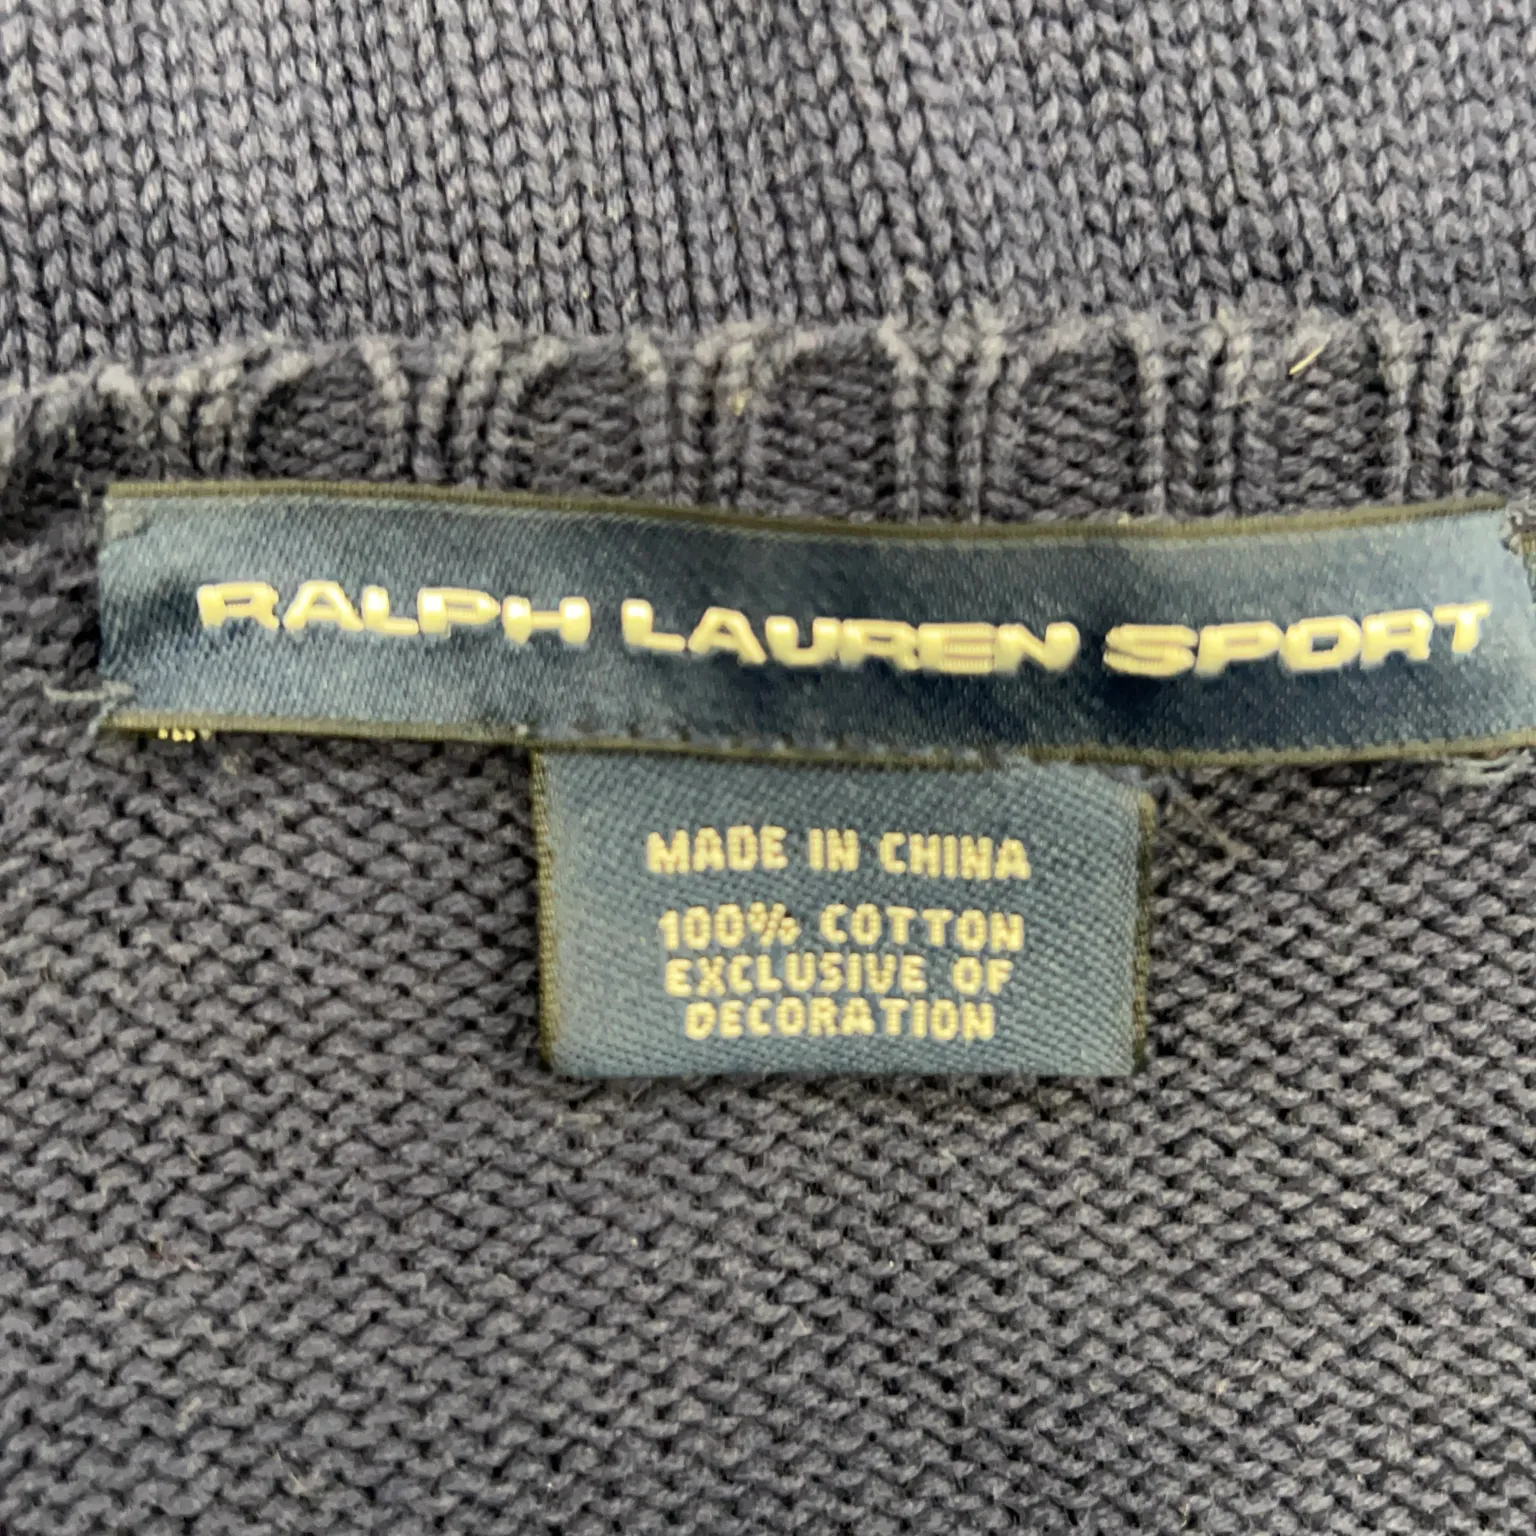 RALPH LAUREN SPORT
MADE IN CHINA
100% COTTON
EXCLUSIVE OF
DECORATION